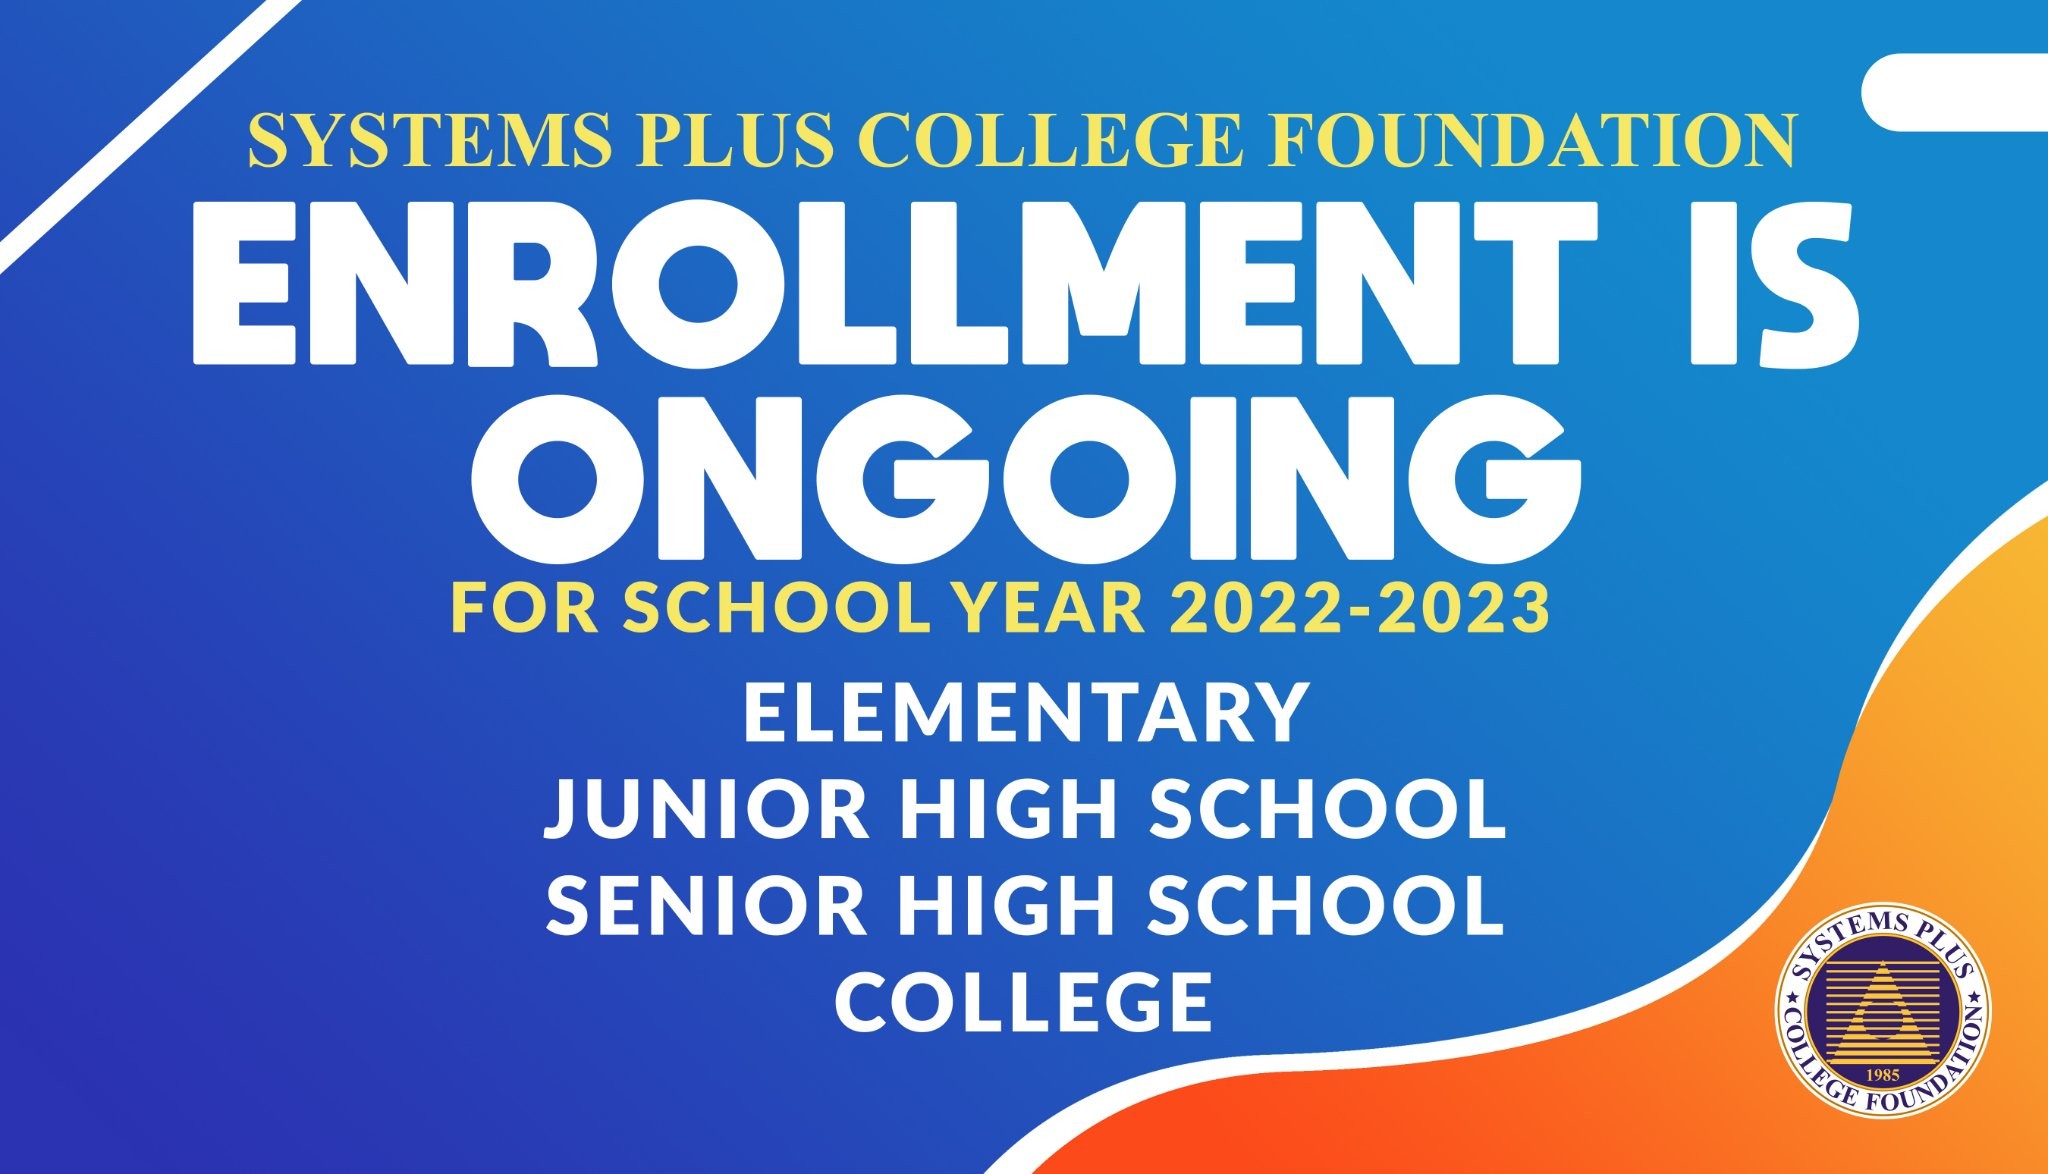 SYSTEMS PLUS COLLEGE FOUNDATION
ENROLLMENT IS
ONGOING
FOR SCHOOL YEAR 2022-2023
ELEMENTARY
JUNIOR HIGH SCHOOL
SENIOR HIGH SCHOOL
COLLEGE
SYSTEMS PLUS
COLLEGE FOUNDATION
1985